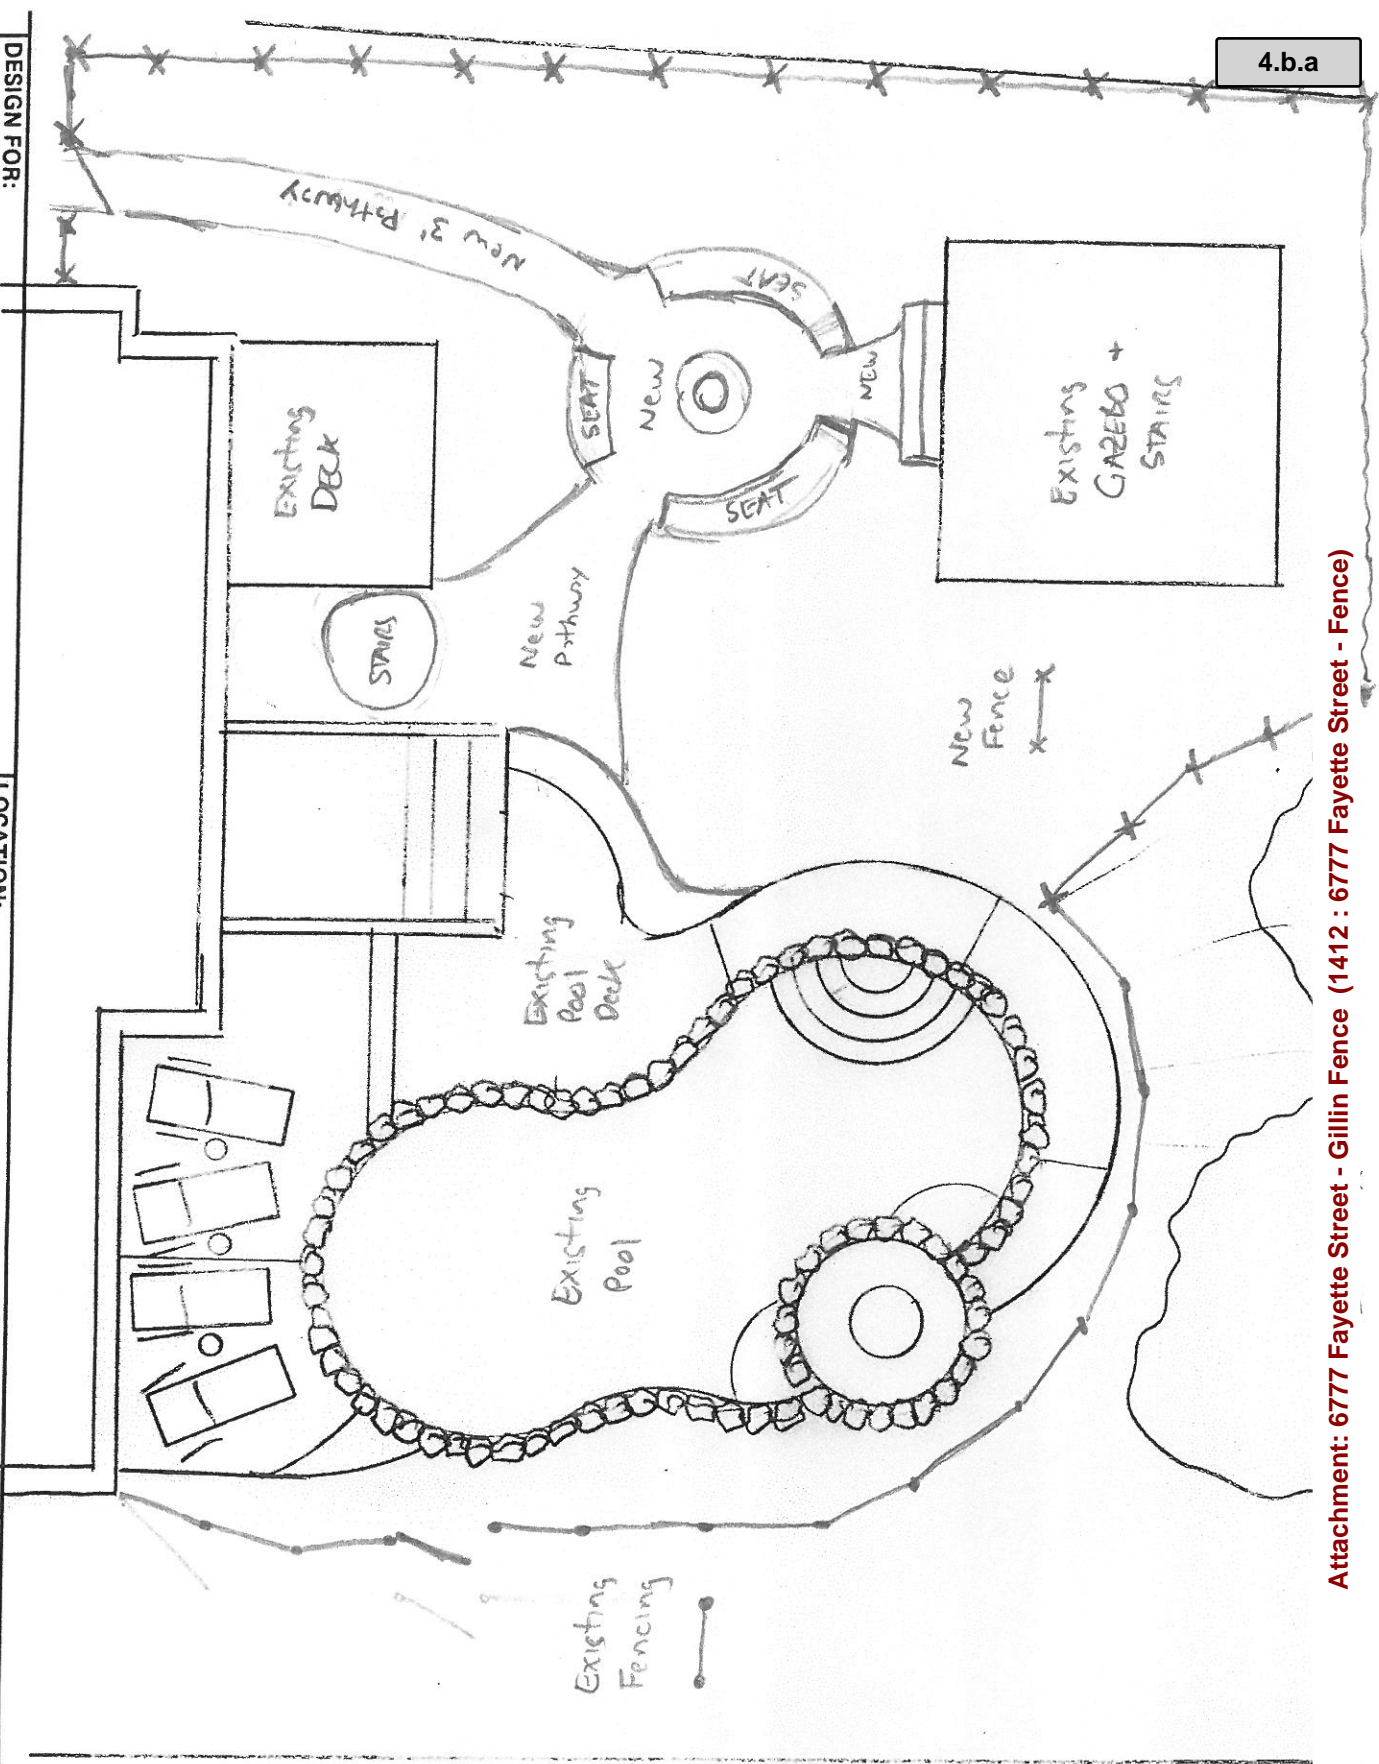 4.b.a
DESIGN FOR:
LOCATION:
New 3' Pathway
SEAT
SEAT
New
NEW
SEAT
Existing
DECK
Existing
GAZEBO +
STAIRS
STAIRS
New
Pathway
New
Fence
Existing
Pool
Deck
Existing
Pool
Existing
Fencing
Attachment: 6777 Fayette Street - Gillin Fence (1412 : 6777 Fayette Street - Fence)